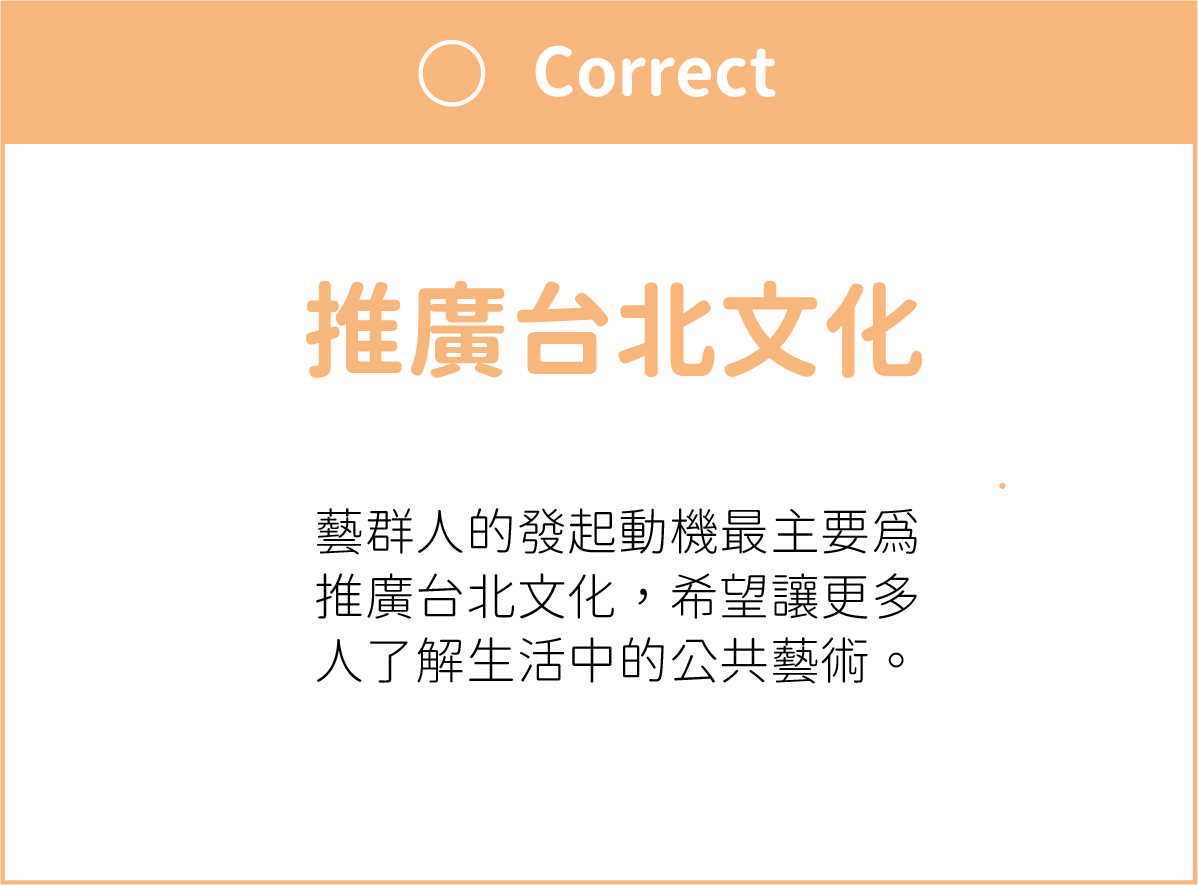 Correct
推廣台北文化
藝群人的發起動機最主要爲
推廣台北文化，希望讓更多
人了解生活中的公共藝術。